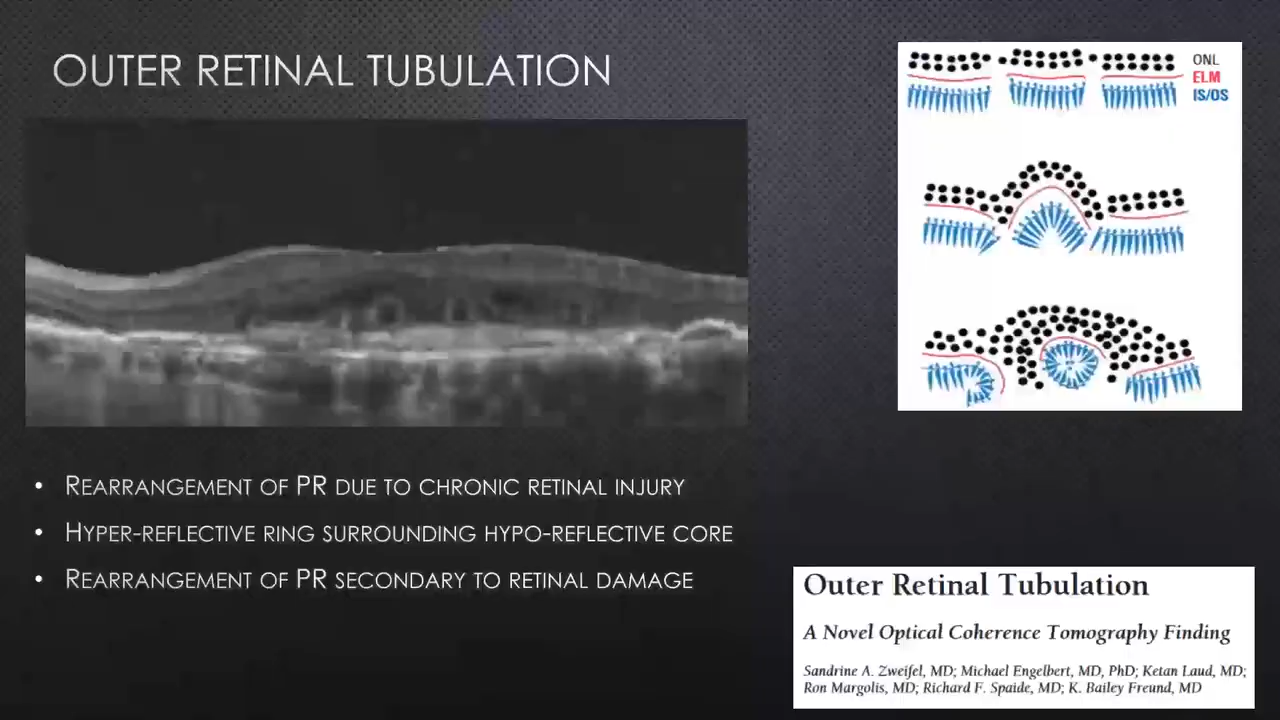 OUTER RETINAL TUBULATION
ONL
ELM
IS/OS
• REARRANGEMENT OF PR DUE TO CHRONIC RETINAL INJURY
• HYPER-REFLECTIVE RING SURROUNDING HYPO-REFLECTIVE CORE
• REARRANGEMENT OF PR SECONDARY TO RETINAL DAMAGE
Outer Retinal Tubulation
A Novel Optical Coherence Tomography Finding
Sandrine A. Zweifel, MD; Michael Engelbert, MD, PhD; Ketan Laud, MD;
Ron Margolis, MD; Richard F. Spaide, MD; K. Bailey Freund, MD